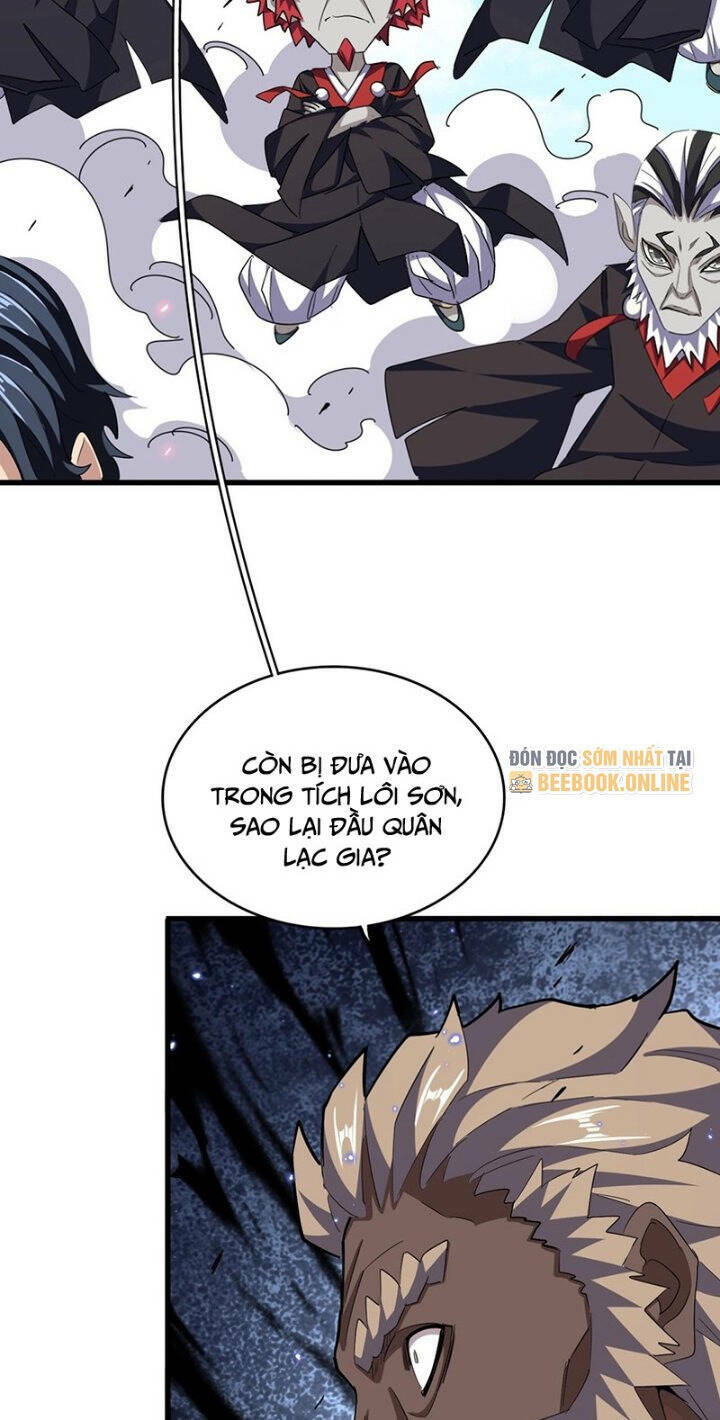 CÒN BỊ ĐƯA VÀO
TRONG TÍCH LÔI SƠN,
SAO LẠI ĐẦU QUÂN
LẠC GIA?
ĐÓN ĐỌC SỚM NHẤT TẠI
BEEBOOK.ONLINE